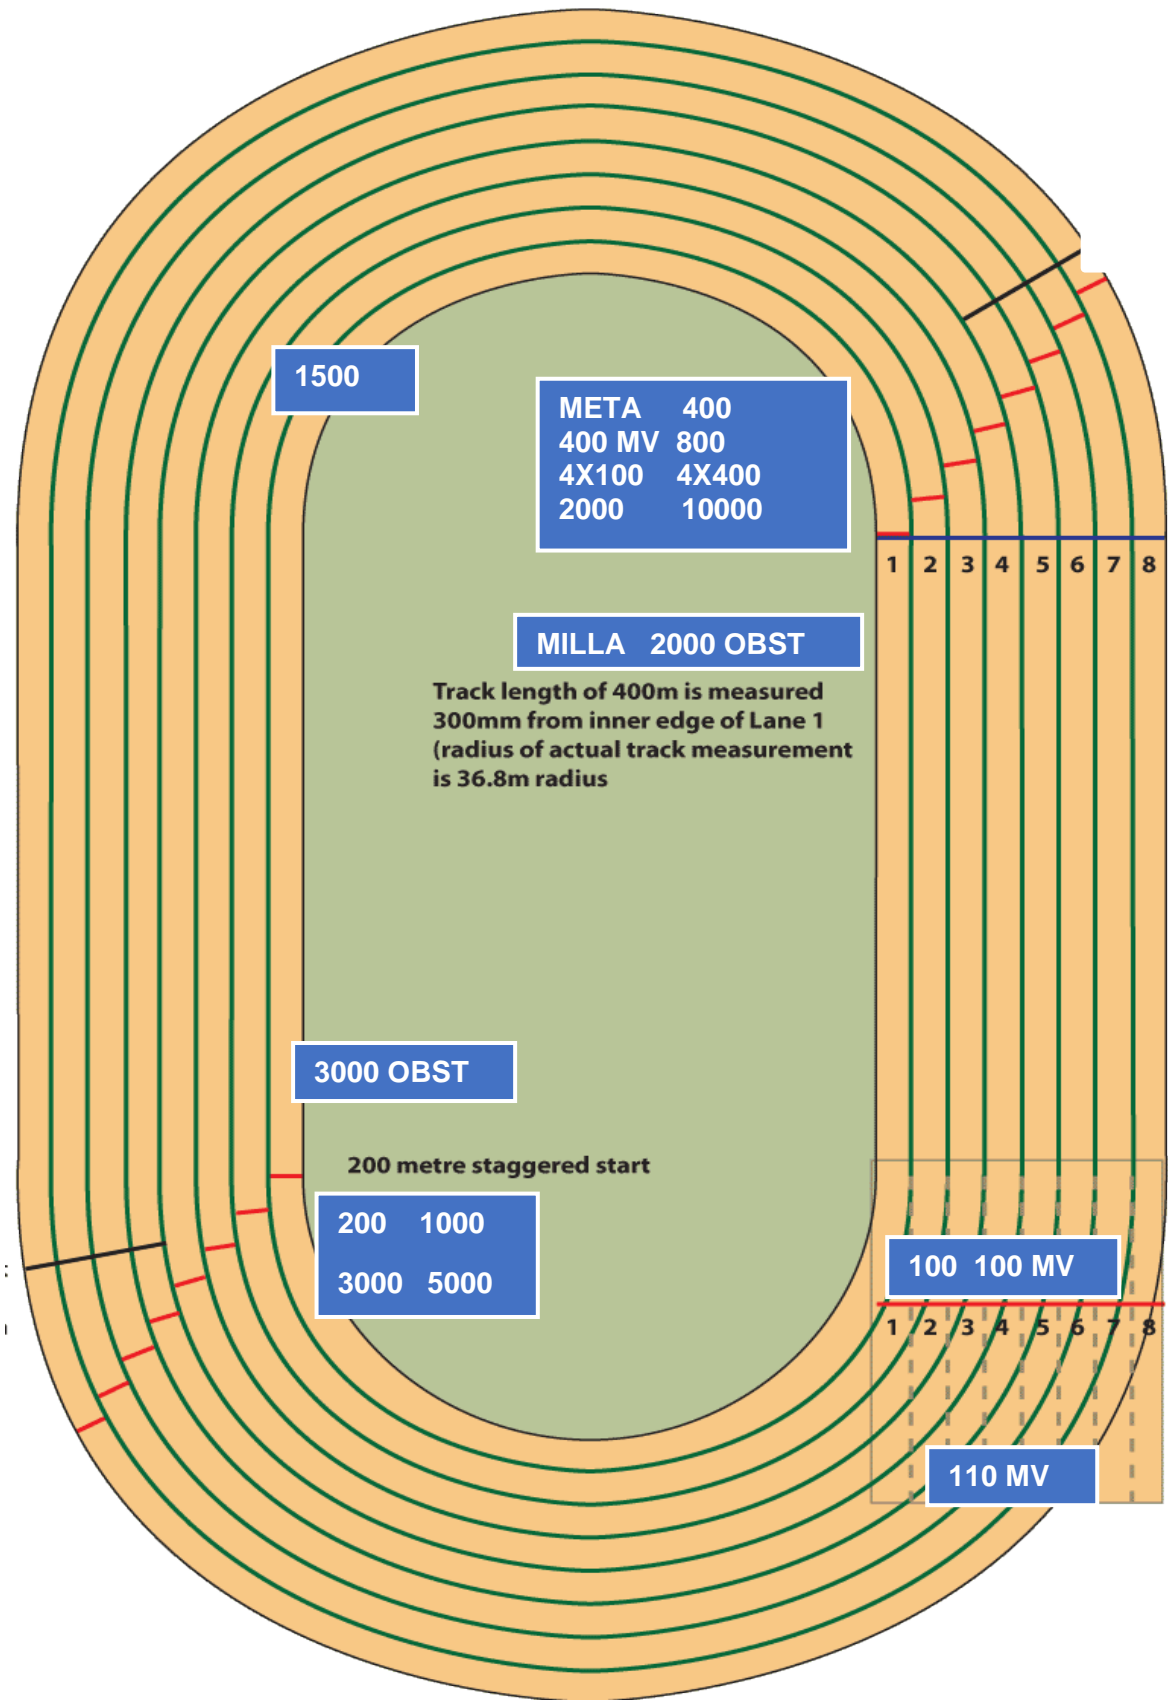 1500
META 400
400 MV 800
4X100 4X400
2000 10000
1 2 3 4 5 6 7 8
MILLA 2000 OBST
Track length of 400m is measured
300mm from inner edge of Lane 1
(radius of actual track measurement
is 36.8m radius
3000 OBST
200 metre staggered start
200 1000
3000 5000
100 100 MV
1 2 3 4 5 6 7 8
110 MV